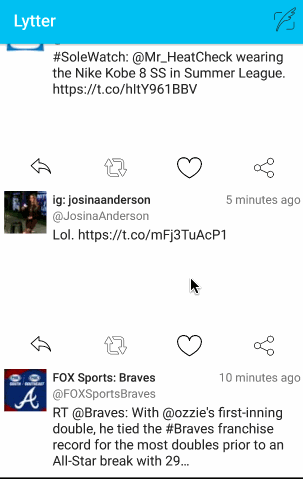 Lytter
#SoleWatch: @Mr_HeatCheck wearing
the Nike Kobe 8 SS in Summer League.
https://t.co/hItY961BBV
ig: josinaanderson
5 minutes ago
@JosinaAnderson
Lol. https://t.co/mFj3TuAcP1
FOX Sports: Braves
10 minutes ago
@FOXSportsBraves
RT @Braves: With @ozzie's first-inning
double, he tied the #Braves franchise
record for the most doubles prior to an
All-Star break with 29…